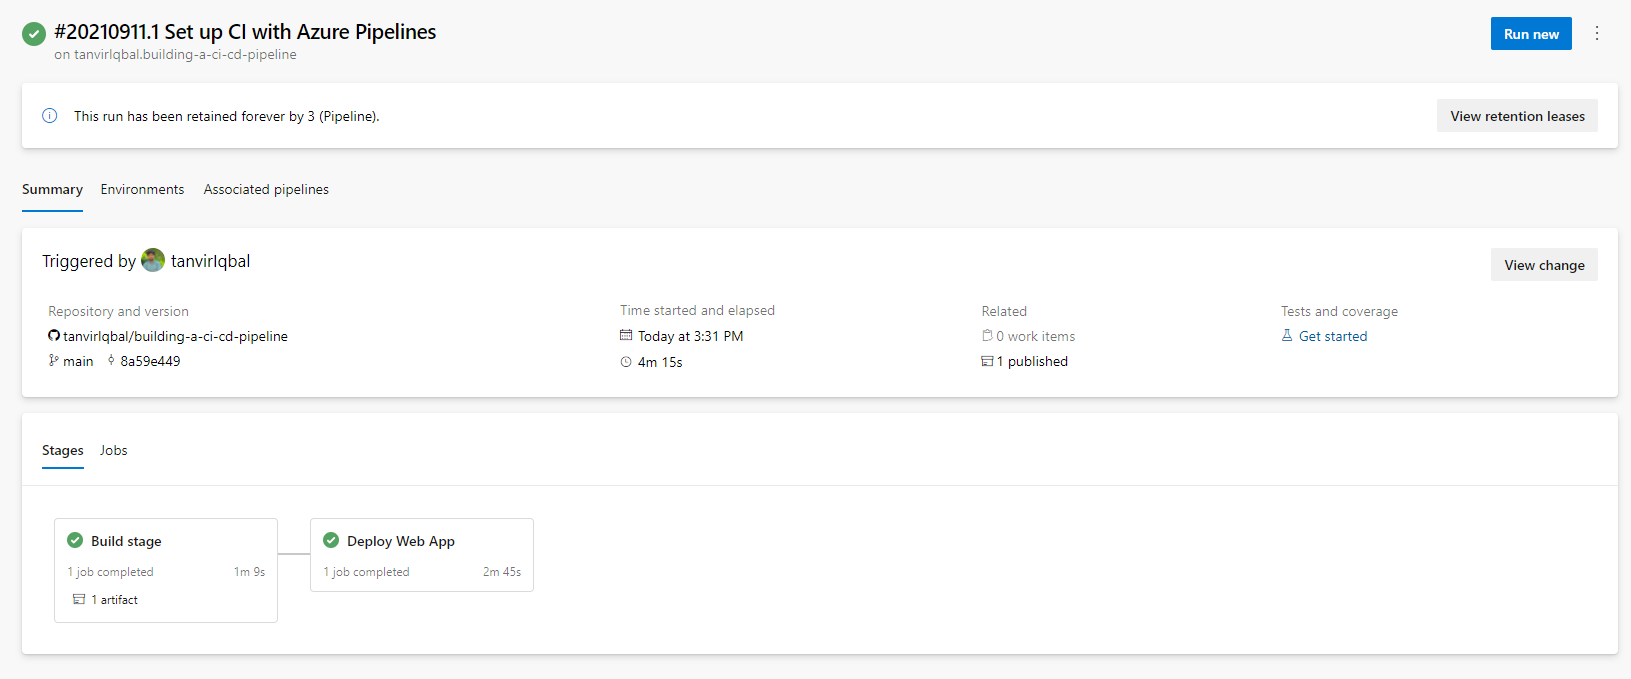 #20210911.1 Set up CI with Azure Pipelines
on tanvirIqbal.building-a-ci-cd-pipeline
Run new
This run has been retained forever by 3 (Pipeline).
View retention leases
Summary Environments Associated pipelines
Triggered by tanvirIqbal
View change
Repository and version
tanvirIqbal/building-a-ci-cd-pipeline
main 8a59e449
Time started and elapsed
Today at 3:31 PM
4m 15s
Related
0 work items
1 published
Tests and coverage
Get started
Stages Jobs
Build stage
1 job completed 1m 9s
1 artifact
Deploy Web App
1 job completed 2m 45s